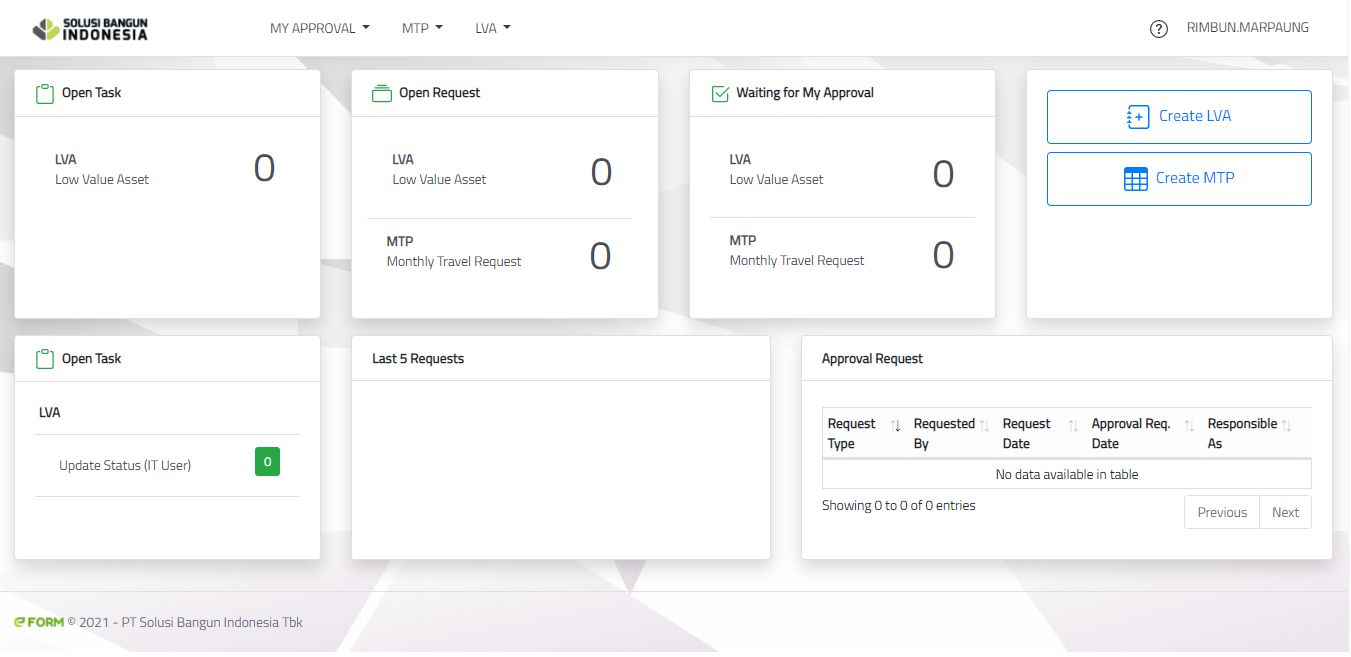 SOLUSI BANGUN
INDONESIA
MY APPROVAL
MTP
LVA
RIMBUN.MARPAUNG
Open Task
LVA
Low Value Asset
0
Open Request
LVA
Low Value Asset
0
MTP
Monthly Travel Request
0
Waiting for My Approval
LVA
Low Value Asset
0
MTP
Monthly Travel Request
0
Create LVA
Create MTP
Open Task
LVA
Update Status (IT User)
0
Last 5 Requests
Approval Request
Request Type
Requested By
Request Date
Approval Req. Date
Responsible As
No data available in table
Showing 0 to 0 of 0 entries
Previous
Next
eFORM © 2021 - PT Solusi Bangun Indonesia Tbk